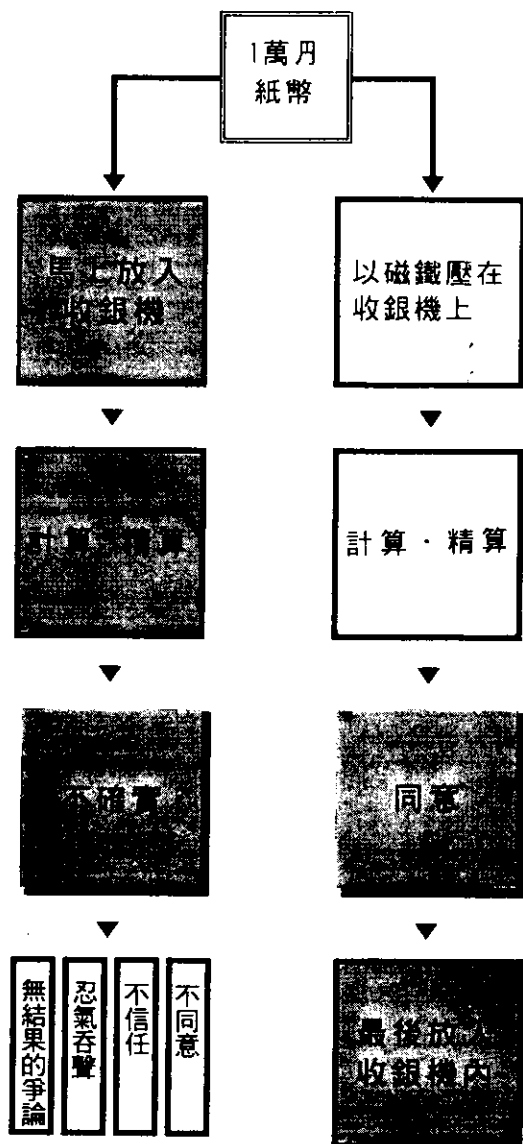 1萬円
紙幣
馬上放入
收銀機
以磁鐵壓在
收銀機上
計算·精算
計算·精算
不確實
同意
無結果的爭論
忍氣吞聲
不信任
不同意
最後放入
收銀機內